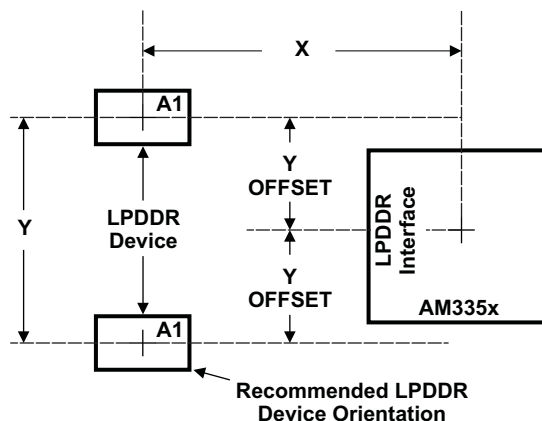 X
A1
Y
OFFSET
LPDDR
Device
Y
LPDDR
Interface
Y
OFFSET
A1
AM335x
Recommended LPDDR
Device Orientation